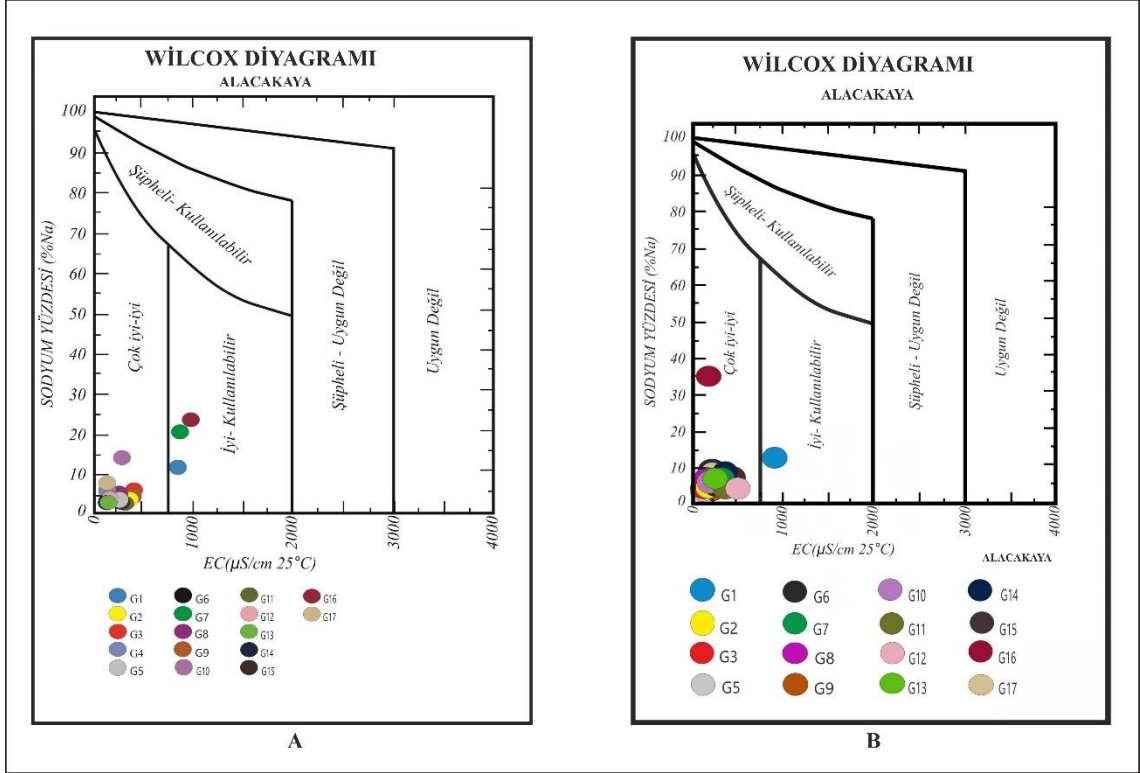 WİLCOX DİYAGRAMI
ALACAKAYA
SODYUM YÜZDESİ (%Na)
100
90
80
70
60
50
40
30
20
10
0
Şüpheli- Kullanılabilir
Çok iyi-iyi
İyi- Kullanılabilir
Şüpheli - Uygun Değil
Uygun Değil
0
1000
2000
3000
4000
EC(µS/cm 25°C)
G1
G2
G3
G4
G5
G6
G7
G8
G9
G10
G11
G12
G13
G14
G15
G16
G17
A
WİLCOX DİYAGRAMI
ALACAKAYA
SODYUM YÜZDESİ (%Na)
100
90
80
70
60
50
40
30
20
10
0
Şüpheli- Kullanılabilir
Çok iyi-iyi
İyi- Kullanılabilir
Şüpheli - Uygun Değil
Uygun Değil
0
1000
2000
3000
4000
EC(µS/cm 25°C)
ALACAKAYA
G1
G2
G3
G5
G6
G7
G8
G9
G10
G11
G12
G13
G14
G15
G16
G17
B